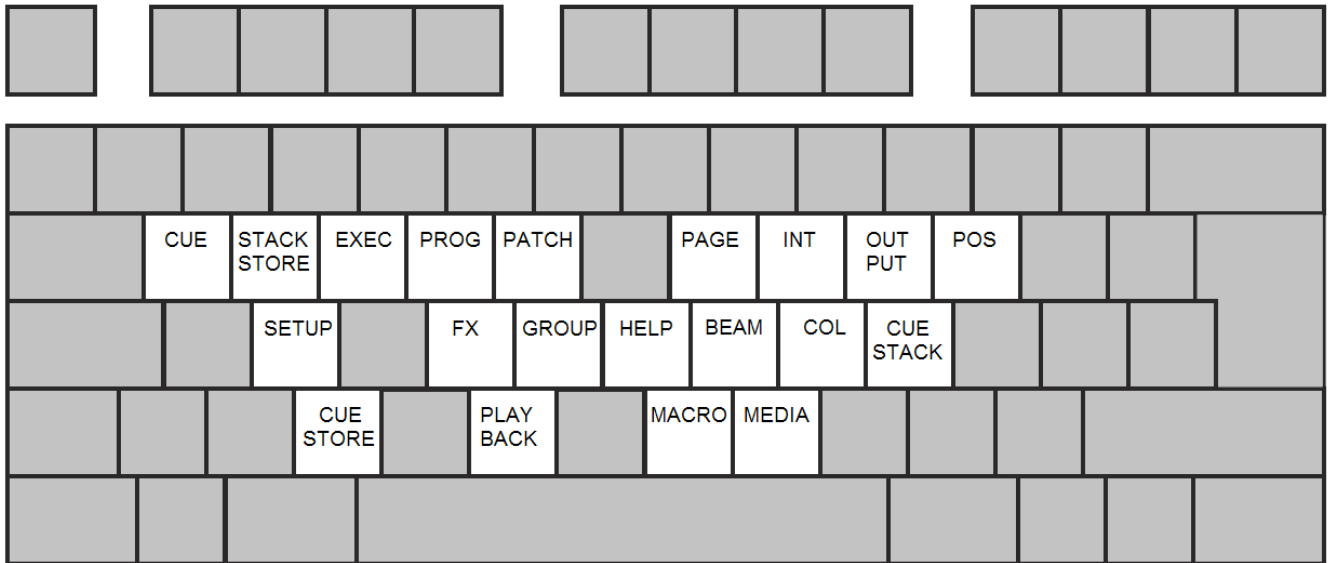 CUE
STACK
STORE
EXEC
PROG
PATCH
PAGE
INT
OUT
PUT
POS
SETUP
FX
GROUP
HELP
BEAM
COL
CUE
STACK
CUE
STORE
PLAY
BACK
MACRO
MEDIA